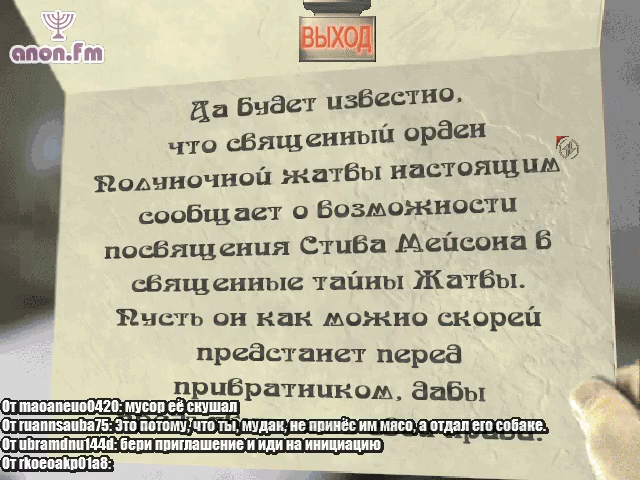 anon.fm
ВЫХОД
Да будет известно,
что священный орден
Полуночной жатвы настоящим
сообщает о возможности
посвящения Стива Мейсона в
священные тайны Жатвы.
Пусть он как можно скорей
предстанет перед
привратником, дабы
права.
От maoaneuo0420: мусор её скушал
От ruannsauba75: Это потому, что ты, мудак, не принёс им мясо, а отдал его собаке.
От ubramdnu144d: бери приглашение и иди на инициацию
От rkoeoakp01a8: